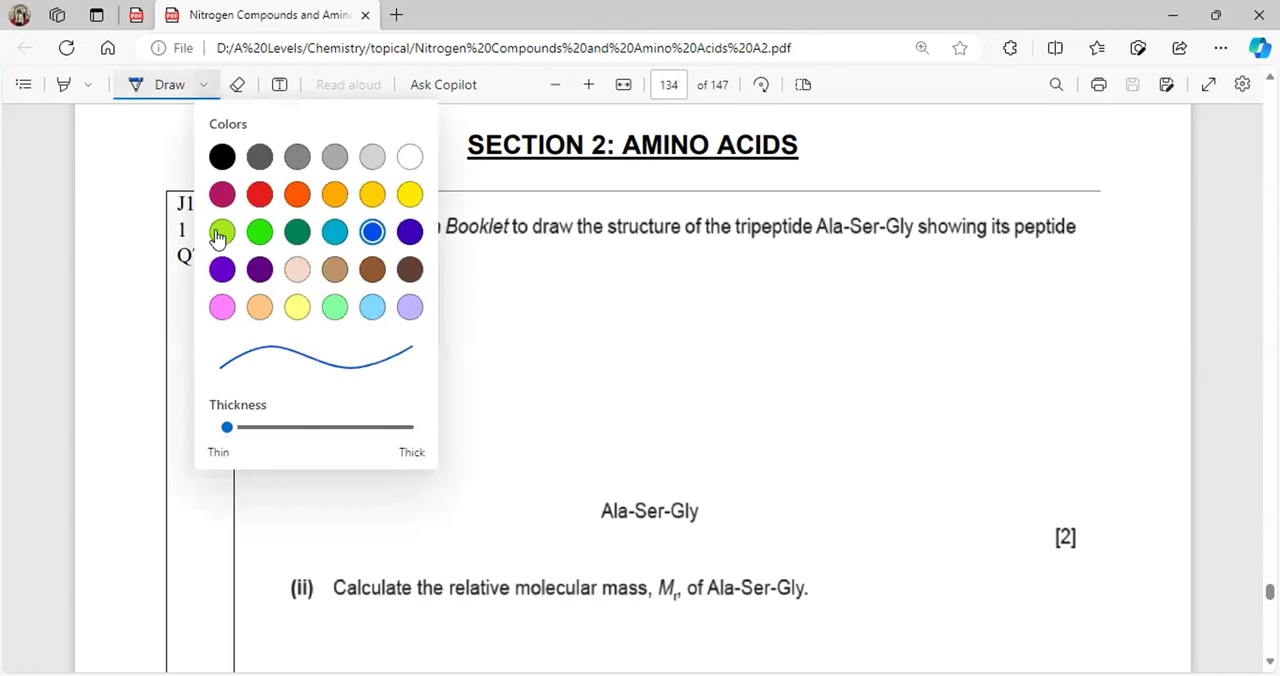 Nitrogen Compounds and Amino
File D:/A%20Levels/Chemistry/topical/Nitrogen%20Compounds%20and%20Amino%20Acids%20A2.pdf
Draw Read aloud Ask Copilot 134 of 147
Colors
SECTION 2: AMINO ACIDS
J1
1 Booklet to draw the structure of the tripeptide Ala-Ser-Gly showing its peptide
Thickness
Thin Thick
Ala-Ser-Gly
[2]
(ii) Calculate the relative molecular mass, Mr, of Ala-Ser-Gly.